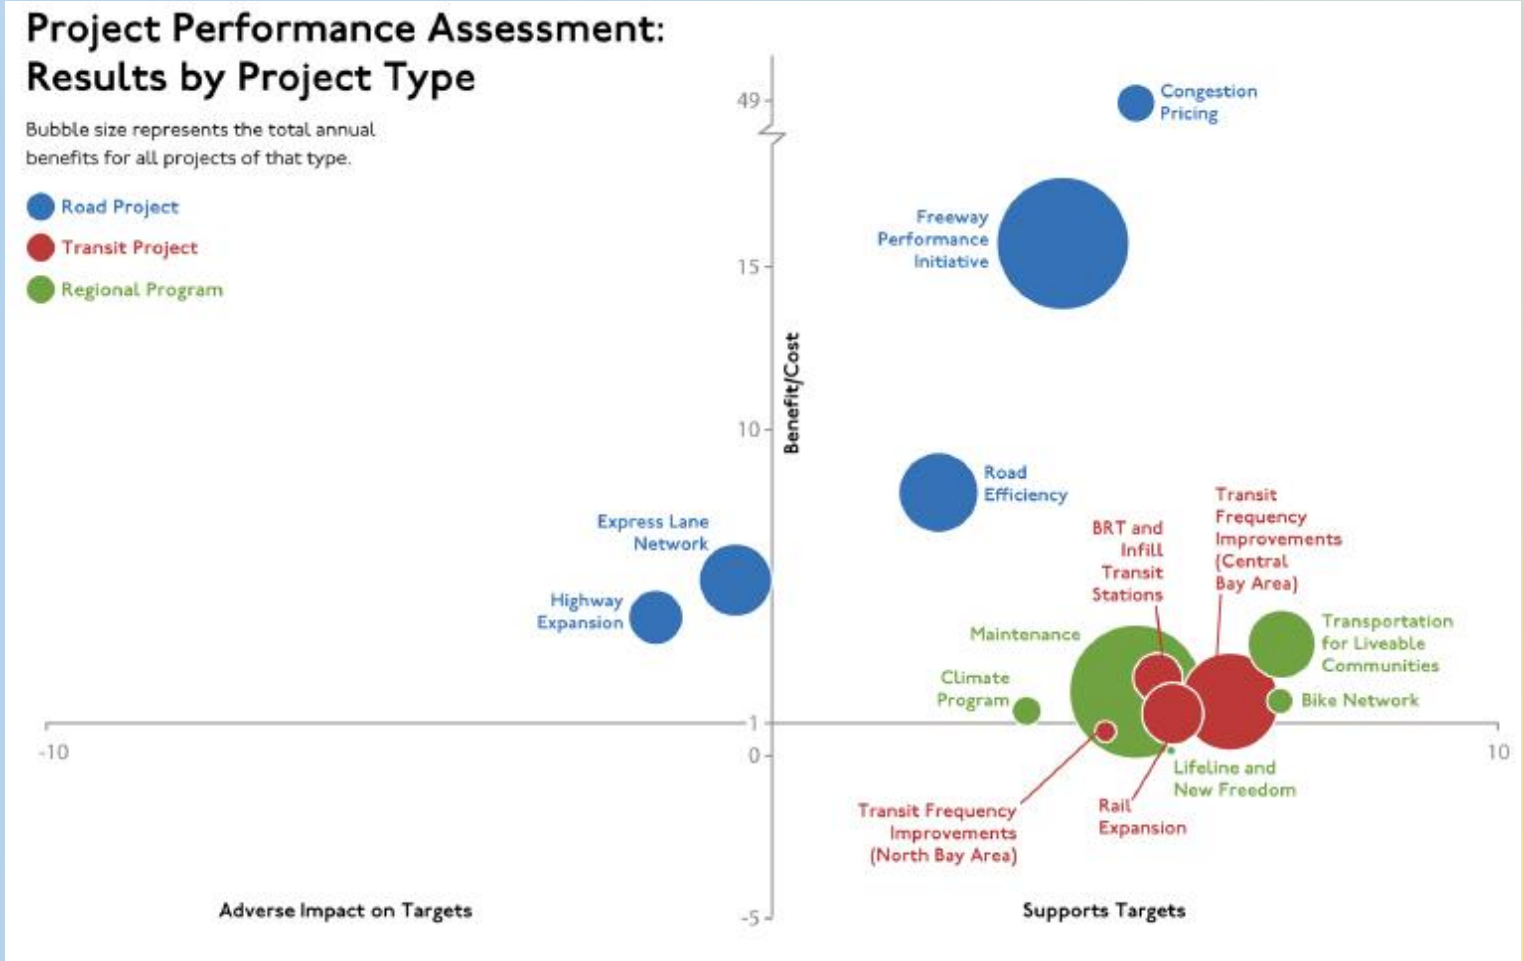 Project Performance Assessment:
Results by Project Type
Bubble size represents the total annual
benefits for all projects of that type.
Road Project
Transit Project
Regional Program
49
Congestion
Pricing
Freeway
Performance
Initiative
15
Benefit/Cost
10
Road
Efficiency
Express Lane
Network
Highway
Expansion
BRT and
Infill
Transit
Stations
Transit
Frequency
Improvements
(Central
Bay Area)
Maintenance
Transportation
for Liveable
Communities
Climate
Program
Bike Network
1
-10
0
10
Lifeline and
New Freedom
Transit Frequency
Improvements
(North Bay Area)
Rail
Expansion
Adverse Impact on Targets
-5
Supports Targets